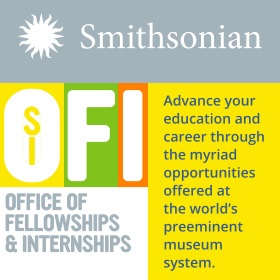 Smithsonian
SI
OFI
OFFICE OF
FELLOWSHIPS
& INTERNSHIPS
Advance your
education and
career through
the myriad
opportunities
offered at
the world's
preeminent
museum
system.